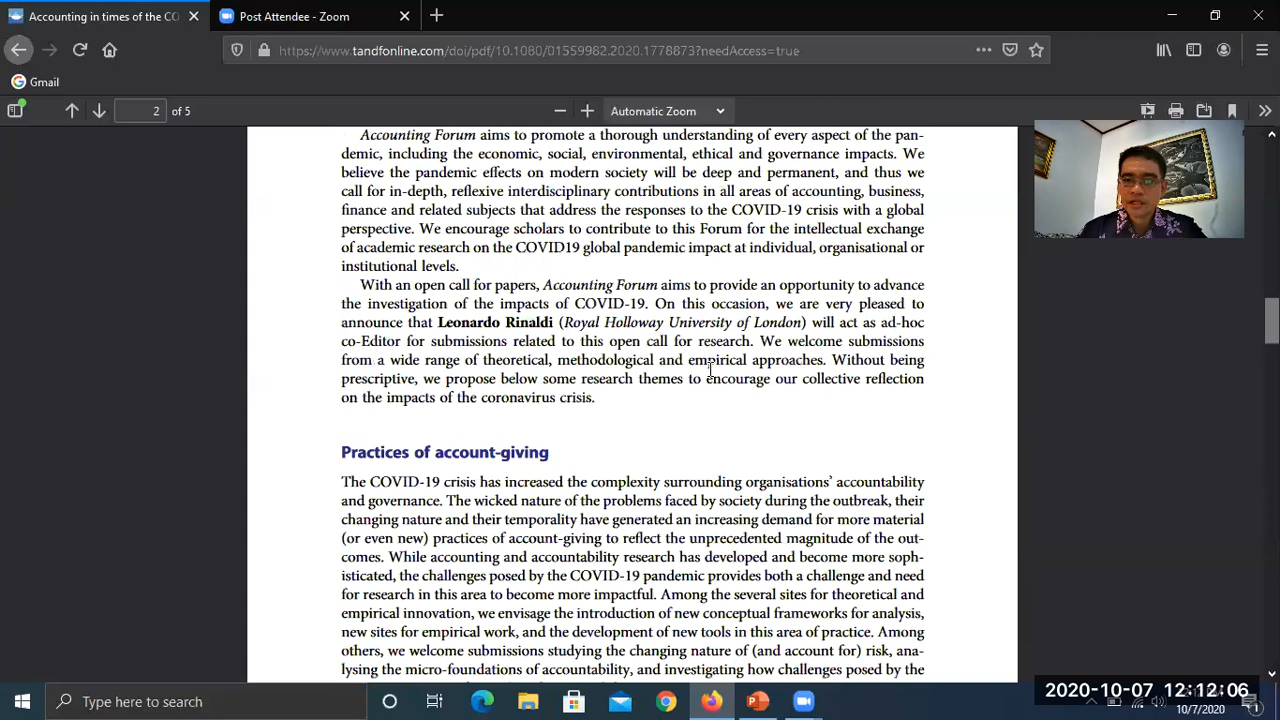 Accounting in times of the CO
Post Attendee - Zoom
https://www.tandfonline.com/doi/pdf/10.1080/01559982.2020.1778873?needAccess=true
Gmail
2 of 5
Automatic Zoom
Accounting Forum aims to promote a thorough understanding of every aspect of the pan-
demic, including the economic, social, environmental, ethical and governance impacts. We
believe the pandemic effects on modern society will be deep and permanent, and thus we
call for in-depth, reflexive interdisciplinary contributions in all areas of accounting, business,
finance and related subjects that address the responses to the COVID-19 crisis with a global
perspective. We encourage scholars to contribute to this Forum for the intellectual exchange
of academic research on the COVID19 global pandemic impact at individual, organisational or
institutional levels.
With an open call for papers, Accounting Forum aims to provide an opportunity to advance
the investigation of the impacts of COVID-19. On this occasion, we are very pleased to
announce that Leonardo Rinaldi (Royal Holloway University of London) will act as ad-hoc
co-Editor for submissions related to this open call for research. We welcome submissions
from a wide range of theoretical, methodological and empirical approaches. Without being
prescriptive, we propose below some research themes to encourage our collective reflection
on the impacts of the coronavirus crisis.
Practices of account-giving
The COVID-19 crisis has increased the complexity surrounding organisations' accountability
and governance. The wicked nature of the problems faced by society during the outbreak, their
changing nature and their temporality have generated an increasing demand for more material
(or even new) practices of account-giving to reflect the unprecedented magnitude of the out-
comes. While accounting and accountability research has developed and become more soph-
isticated, the challenges posed by the COVID-19 pandemic provides both a challenge and need
for research in this area to become more impactful. Among the several sites for theoretical and
empirical innovation, we envisage the introduction of new conceptual frameworks for analysis,
new sites for empirical work, and the development of new tools in this area of practice. Among
others, we welcome submissions studying the changing nature of (and account for) risk, ana-
lysing the micro-foundations of accountability, and investigating how challenges posed by the
Type here to search
2020-10-07 12:12:06
10/7/2020